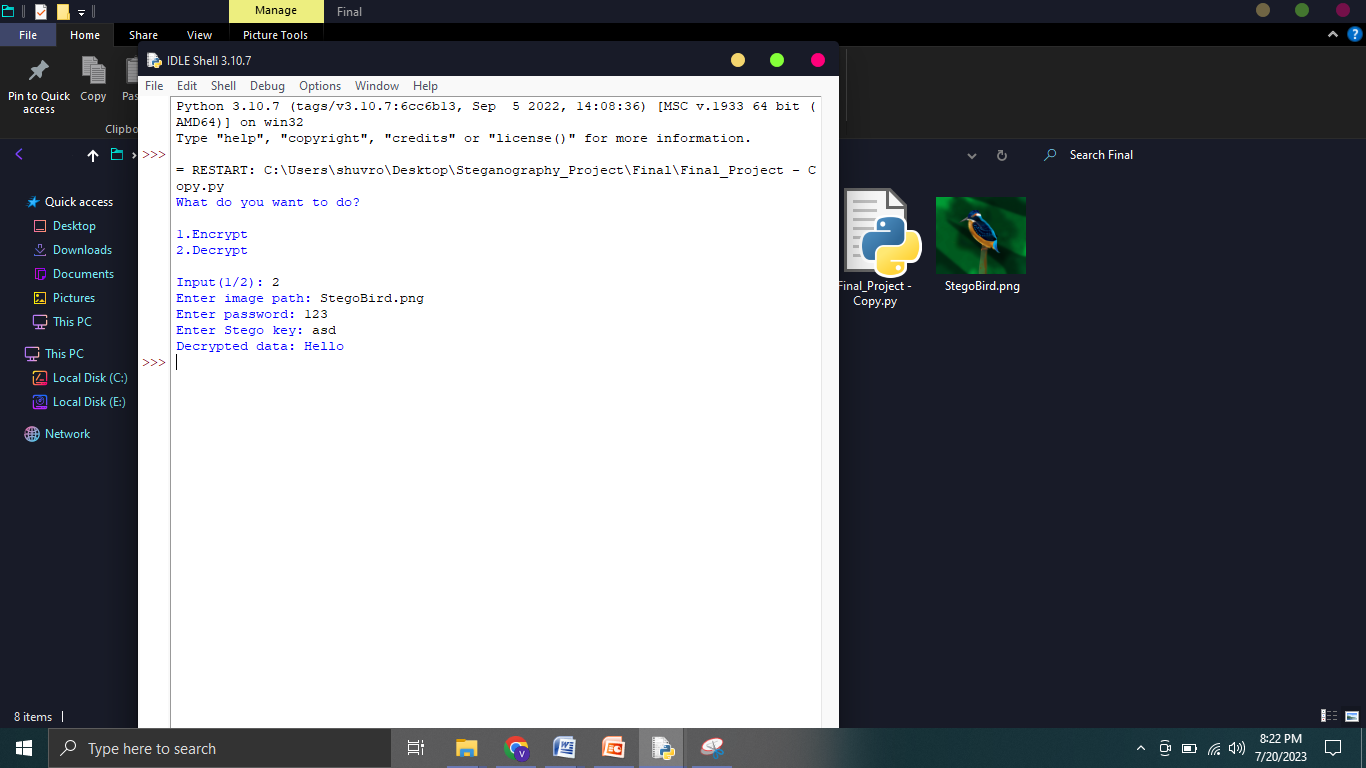 Manage
Final
File
Home
Share
View
Picture Tools
Pin to Quick
access
Copy
IDLE Shell 3.10.7
File Edit Shell Debug Options Window Help
Python 3.10.7 (tags/v3.10.7:6cc6b13, Sep  5 2022, 14:08:36) [MSC v.1933 64 bit (
AMD64)] on win32
Type "help", "copyright", "credits" or "license()" for more information.
>>>
= RESTART: C:\Users\shuvro\Desktop\Steganography_Project\Final\Final_Project - C
opy.py
What do you want to do?
1.Encrypt
2.Decrypt
Input(1/2): 2
Enter image path: StegoBird.png
Enter password: 123
Enter Stego key: asd
Decrypted data: Hello
>>>
Search Final
Quick access
Desktop
Downloads
Documents
Pictures
This PC
This PC
Local Disk (C:)
Local Disk (E:)
Network
Final_Project -
Copy.py
StegoBird.png
8 items
Type here to search
8:22 PM
7/20/2023